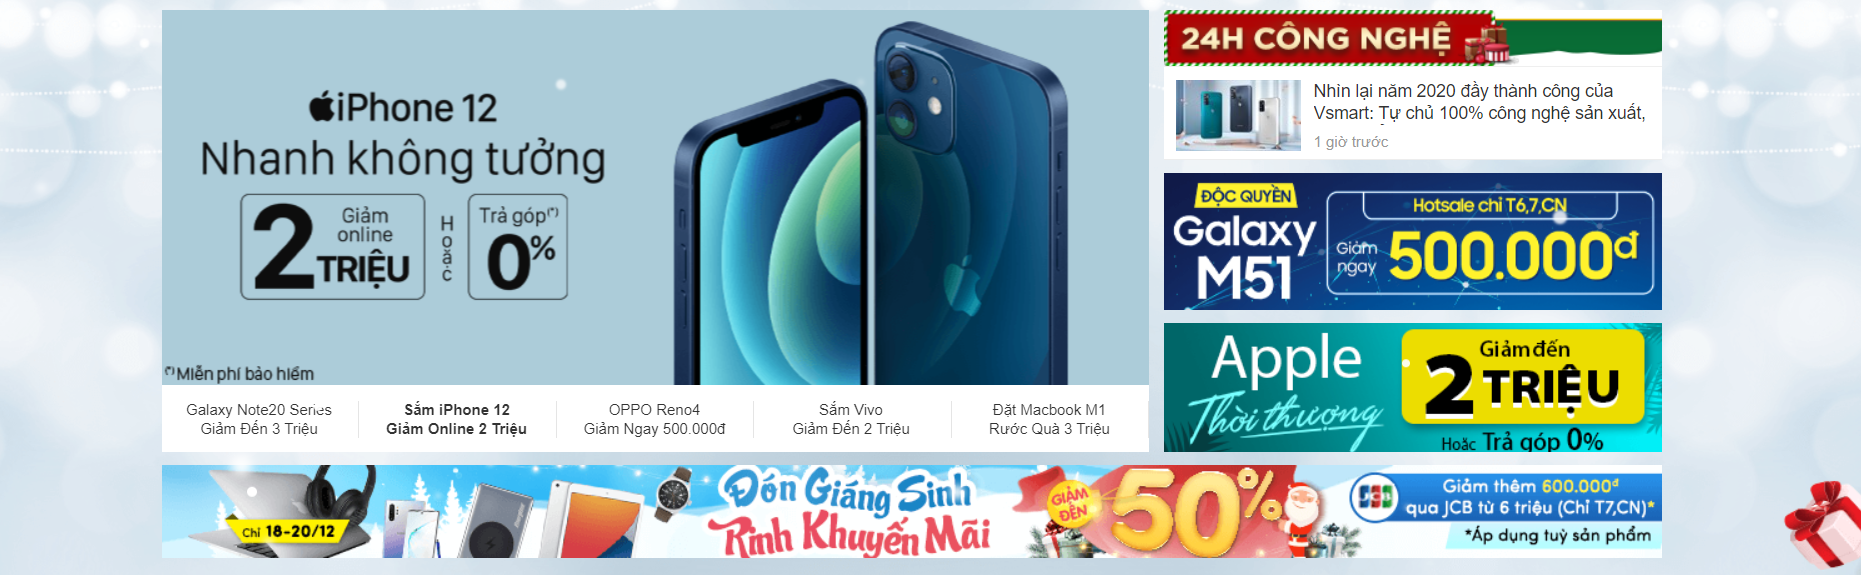 iPhone 12
Nhanh không tưởng
2 TRIỆU
Giảm
online
Hoặc
Trả góp(*)
0%
(*)Miễn phí bảo hiểm
Galaxy Note20 Series
Giảm Đến 3 Triệu
Sắm iPhone 12
Giảm Online 2 Triệu
OPPO Reno4
Giảm Ngay 500.000đ
Sắm Vivo
Giảm Đến 2 Triệu
Đặt Macbook M1
Rước Quà 3 Triệu
24H CÔNG NGHỆ
Nhìn lại năm 2020 đầy thành công của
Vsmart: Tự chủ 100% công nghệ sản xuất,
1 giờ trước
ĐỘC QUYỀN
Galaxy
M51
Hotsale chỉ T6,7,CN
Giảm
ngay
500.000đ
Apple
Thời thượng
Giảm đến
2 TRIỆU
Hoặc Trả góp 0%
Chỉ 18-20/12
Đón Giáng Sinh
Rinh Khuyến Mãi
GIẢM
ĐẾN
50%
JCB
Giảm thêm 600.000đ
qua JCB từ 6 triệu (Chỉ T7,CN)*
*Áp dụng tuỳ sản phẩm